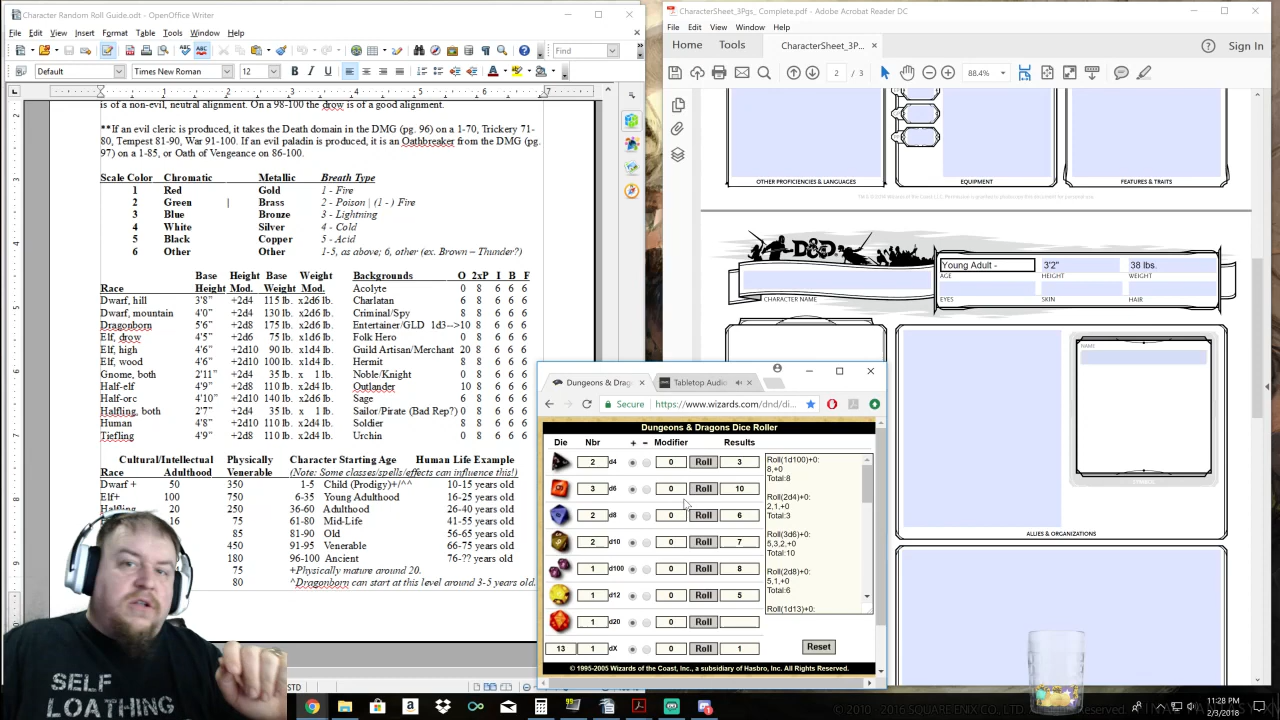 Character Random Roll Guide.odt - OpenOffice Writer
File Edit View Insert Format Table Tools Window Help
Find
Default Times New Roman 12
is of a non-evil, neutral alignment. On a 98-100 the drow is of a good alignment.
**If an evil cleric is produced, it takes the Death domain in the DMG (pg. 96) on a 1-70, Trickery 71-
80, Tempest 81-90, War 91-100. If an evil paladin is produced, it is an Oathbreaker from the DMG (pg.
97) on a 1-85, or Oath of Vengeance on 86-100.
Scale Color Chromatic Metallic Breath Type
1 Red Gold 1 - Fire
2 Green Brass 2 - Poison | (1 - ) Fire
3 Blue Bronze 3 - Lightning
4 White Silver 4 - Cold
5 Black Copper 5 - Acid
6 Other Other 1-5, as above; 6, other (ex. Brown ~ Thunder?)
Base Height Base Weight
Race Height Mod. Weight Mod. Backgrounds O 2xP I B F
Dwarf, hill 3'8" +2d4 115 lb. x2d6 lb. Acolyte 0 8 6 6 6
Dwarf, mountain 4'0" +2d4 130 lb. x2d6 lb. Charlatan 6 8 6 6 6
Dragonborn 5'6" +2d8 175 lb. x2d6 lb. Criminal/Spy 8 8 6 6 6
Elf, drow 4'5" +2d6 75 lb. x1d6 lb. Entertainer/GLD 1d3-->10 8 6 6 6
Elf, high 4'6" +2d10 90 lb. x1d4 lb. Folk Hero 0 8 6 6 6
Elf, wood 4'6" +2d10 100 lb. x1d4 lb. Guild Artisan/Merchant 20 8 6 6 6
Gnome, both 2'11" +2d4 35 lb. x 1 lb. Hermit 8 8 6 6 6
Half-elf 4'9" +2d8 110 lb. x2d4 lb. Noble/Knight 0 8 6 6 6
Half-orc 4'10" +2d10 140 lb. x2d6 lb. Outlander 10 8 6 6 6
Halfling, both 2'7" +2d4 35 lb. x 1 lb. Sage 8 8 6 6 6
Human 4'8" +2d10 110 lb. x2d4 lb. Sailor/Pirate (Bad Rep?) 0 8 6 6 6
Tiefling 4'9" +2d8 110 lb. x2d4 lb. Soldier 8 8 6 6 6
Urchin 0 8 6 6 6
Cultural/Intellectual Physically Character Starting Age Human Life Example
Race Adulthood Venerable (Note: Some classes/spells/effects can influence this!)
Dwarf + 50 350 1-5 Child (Prodigy)+/^^ 10-15 years old
Elf+ 100 750 6-35 Young Adulthood 16-25 years old
Halfling 20 250 36-60 Adulthood 26-40 years old
16 75 61-80 Mid-Life 41-55 years old
85 81-90 Old 56-65 years old
450 91-95 Venerable 66-75 years old
180 96-100 Ancient 76-?? years old
75 +Physically mature around 20.
80 ^Dragonborn can start at this level around 3-5 years old.
SELF
LOATHING
STD
CharacterSheet_3Pgs_ Complete.pdf - Adobe Acrobat Reader DC
File Edit View Window Help
Home Tools CharacterSheet_3P... × Sign In
2 / 3 88.4%
OTHER PROFICIENCIES & LANGUAGES EQUIPMENT FEATURES & TRAITS
D&D
Young Adult - 3'2" 38 lbs.
AGE HEIGHT WEIGHT
CHARACTER NAME EYES SKIN HAIR
NAME
SYMBOL
ALLIES & ORGANIZATIONS
Dungeons & Drag × Tabletop Audio ×
Secure https://www.wizards.com/dnd/di
Dungeons & Dragons Dice Roller
Die Nbr + − Modifier Results
2 d4 0 Roll 3
3 d6 0 Roll 10
2 d8 0 Roll 6
2 d10 0 Roll 7
1 d100 0 Roll 8
1 d12 0 Roll 5
1 d20 0 Roll
13 1 dX 0 Roll 1
Roll(1d100)+0:
8,+0
Total:8
Roll(2d4)+0:
2,1,+0
Total:3
Roll(3d6)+0:
5,3,2,+0
Total:10
Roll(2d8)+0:
5,1,+0
Total:6
Roll(1d13)+0:
Reset
© 1995-2005 Wizards of the Coast, Inc., a subsidiary of Hasbro, Inc. All Rights Reserved.
11:28 PM
2/3/2018